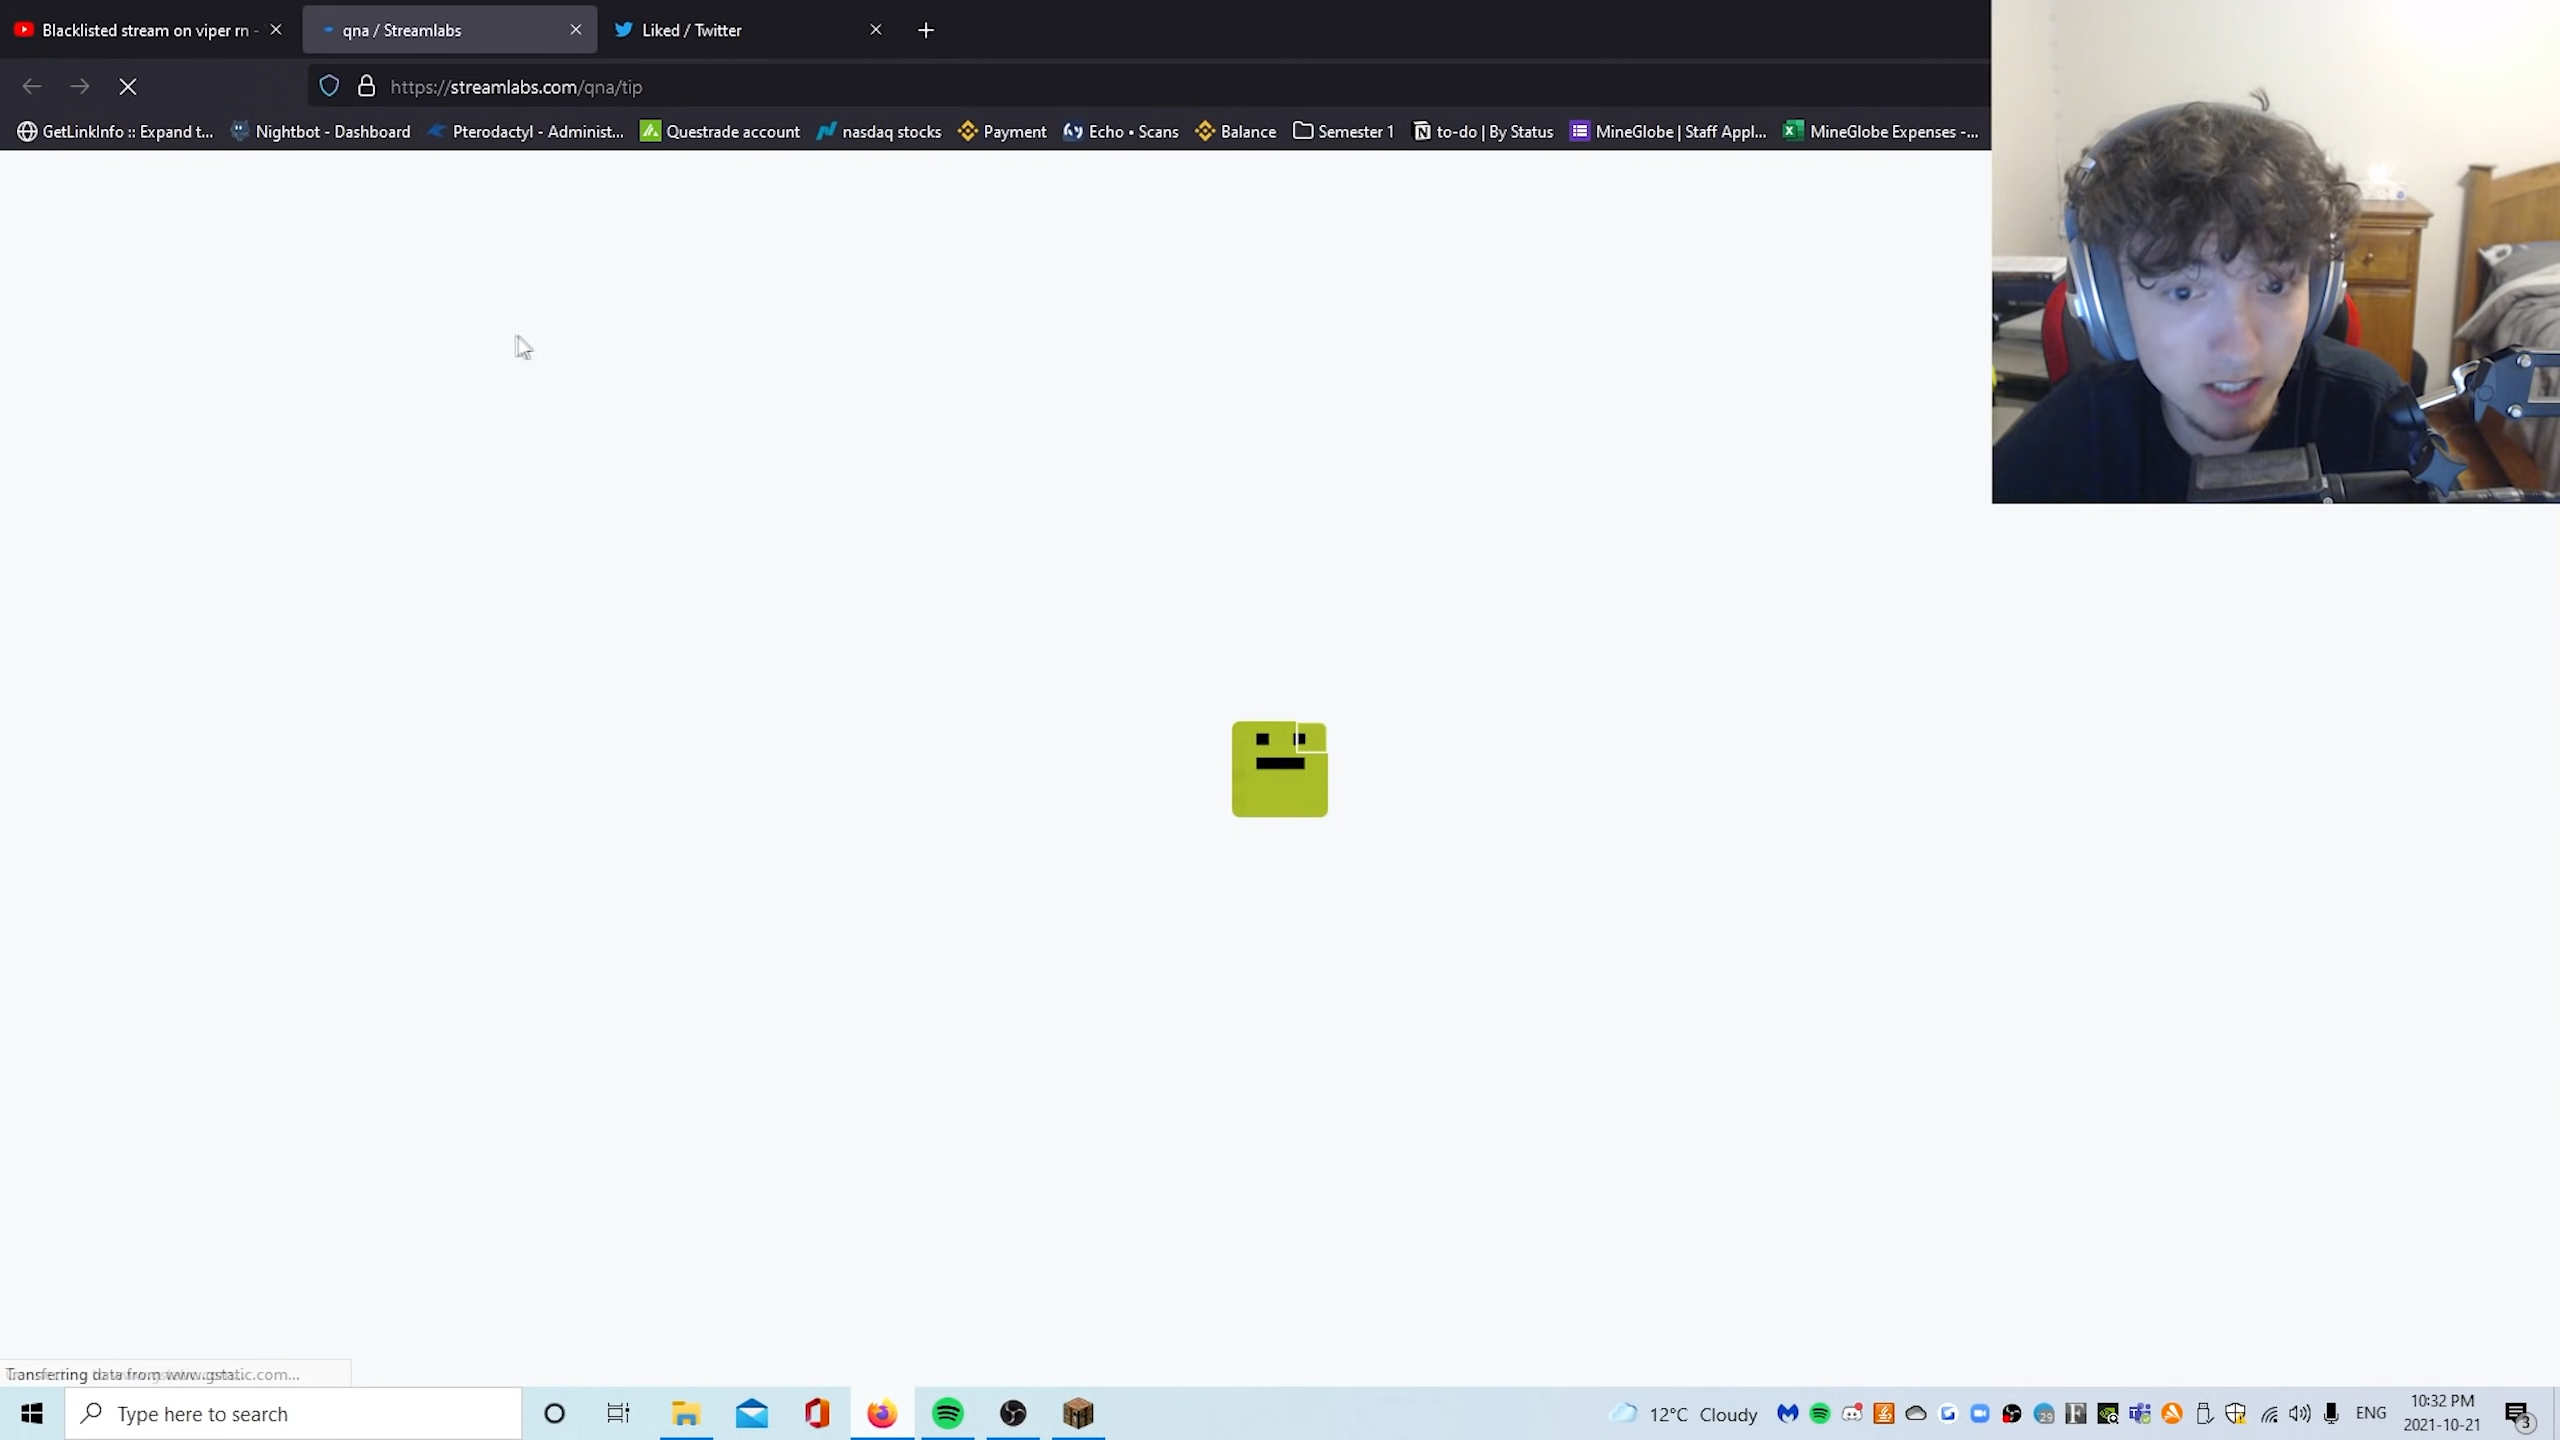 Blacklisted stream on viper rn -
qna / Streamlabs
Liked / Twitter
https://streamlabs.com/qna/tip
GetLinkInfo :: Expand t...
Nightbot - Dashboard
Pterodactyl - Administ...
Questrade account
nasdaq stocks
Payment
Echo • Scans
Balance
Semester 1
to-do | By Status
MineGlobe | Staff Appl...
MineGlobe Expenses -...
Transferring data from www.gstatic.com...
Type here to search
12°C Cloudy
29
ENG
10:32 PM
2021-10-21
3